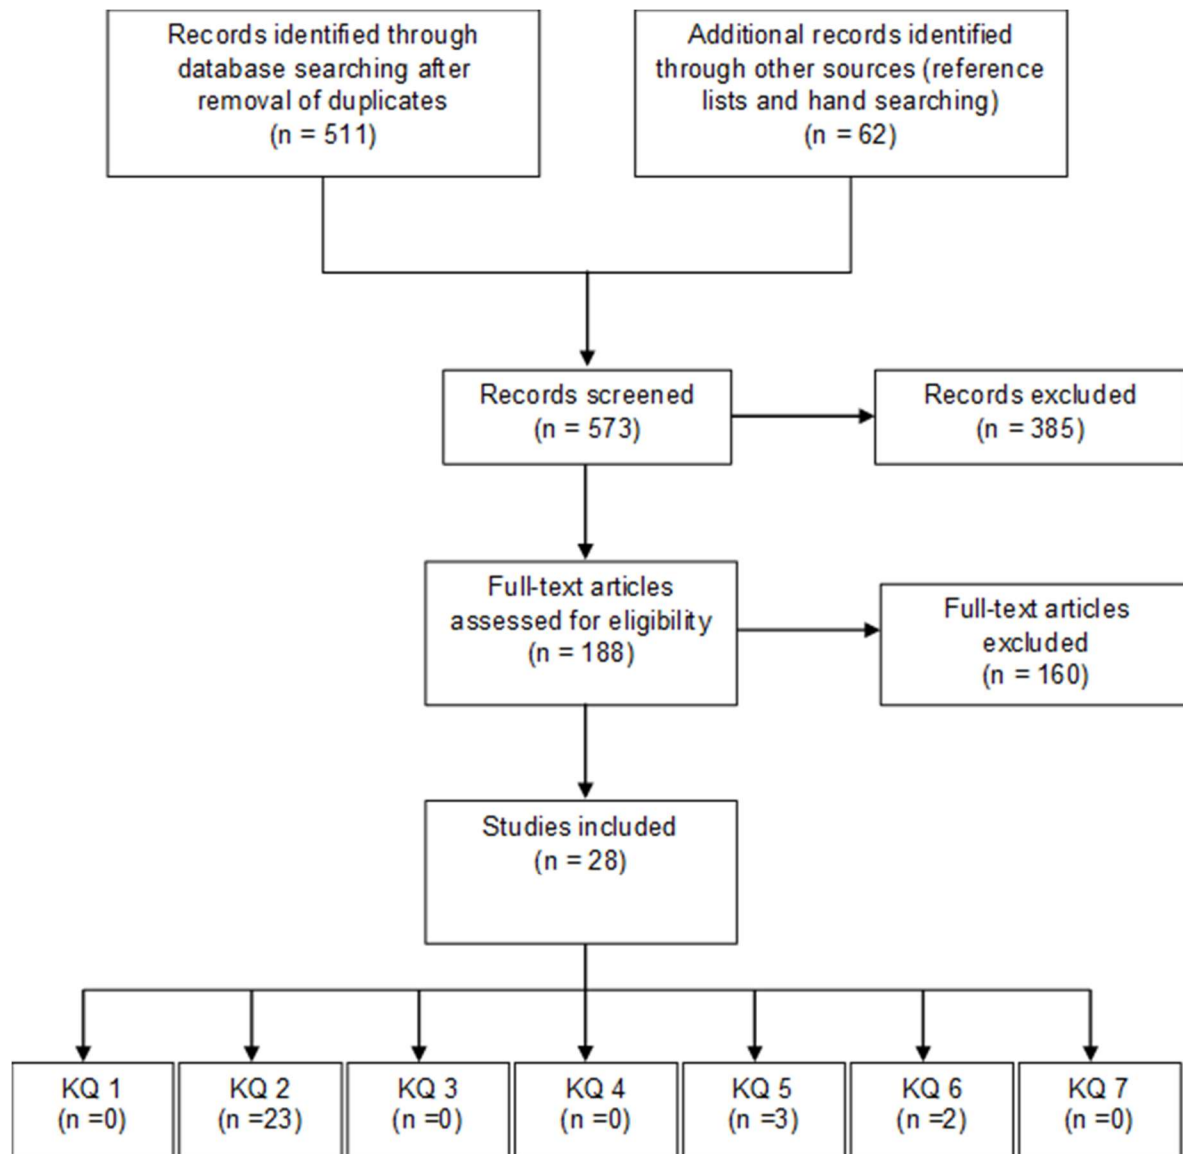 Records identified through
database searching after
removal of duplicates
(n = 511)
Additional records identified
through other sources (reference
lists and hand searching)
(n = 62)
Records screened
(n = 573)
Records excluded
(n = 385)
Full-text articles
assessed for eligibility
(n = 188)
Full-text articles
excluded
(n = 160)
Studies included
(n = 28)
KQ 1
(n =0)
KQ 2
(n =23)
KQ 3
(n =0)
KQ 4
(n =0)
KQ 5
(n =3)
KQ 6
(n =2)
KQ 7
(n =0)